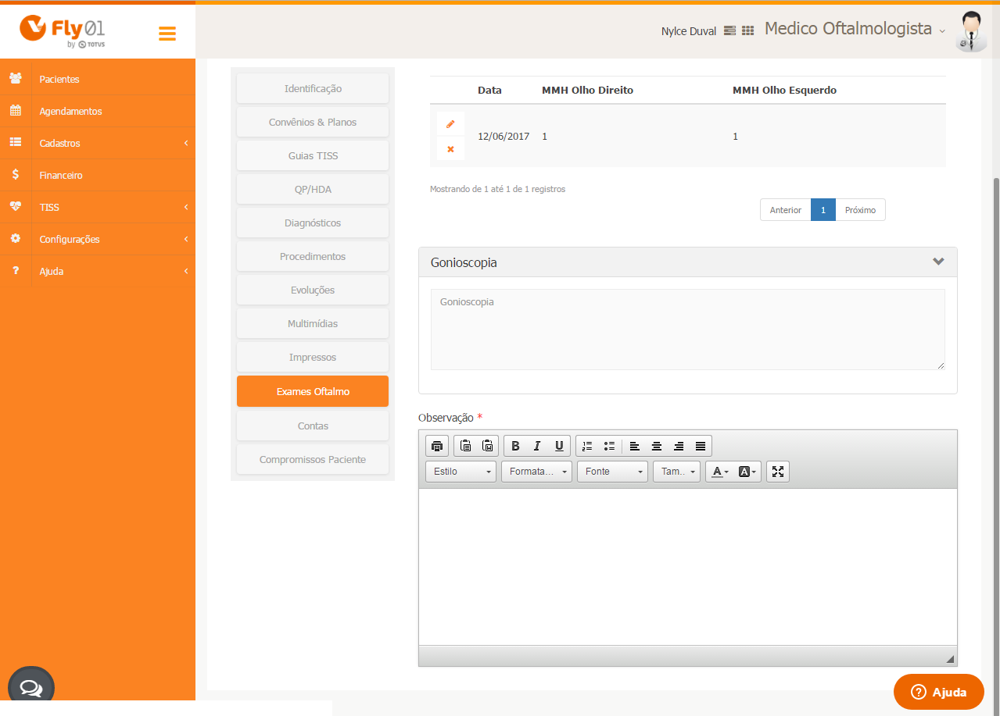 Fly01
by TOTVS
Nylce Duval
Medico Oftalmologista
Pacientes
Agendamentos
Cadastros
Financeiro
TISS
Configurações
Ajuda
Identificação
Convênios & Planos
Guias TISS
QP/HDA
Diagnósticos
Procedimentos
Evoluções
Multimídias
Impressos
Exames Oftalmo
Contas
Compromissos Paciente
Data MMH Olho Direito MMH Olho Esquerdo
12/06/2017 1 1
Mostrando de 1 até 1 de 1 registros
Anterior 1 Próximo
Gonioscopia
Gonioscopia
Observação *
B I U
Estilo Formata... Fonte Tam... A A
Ajuda